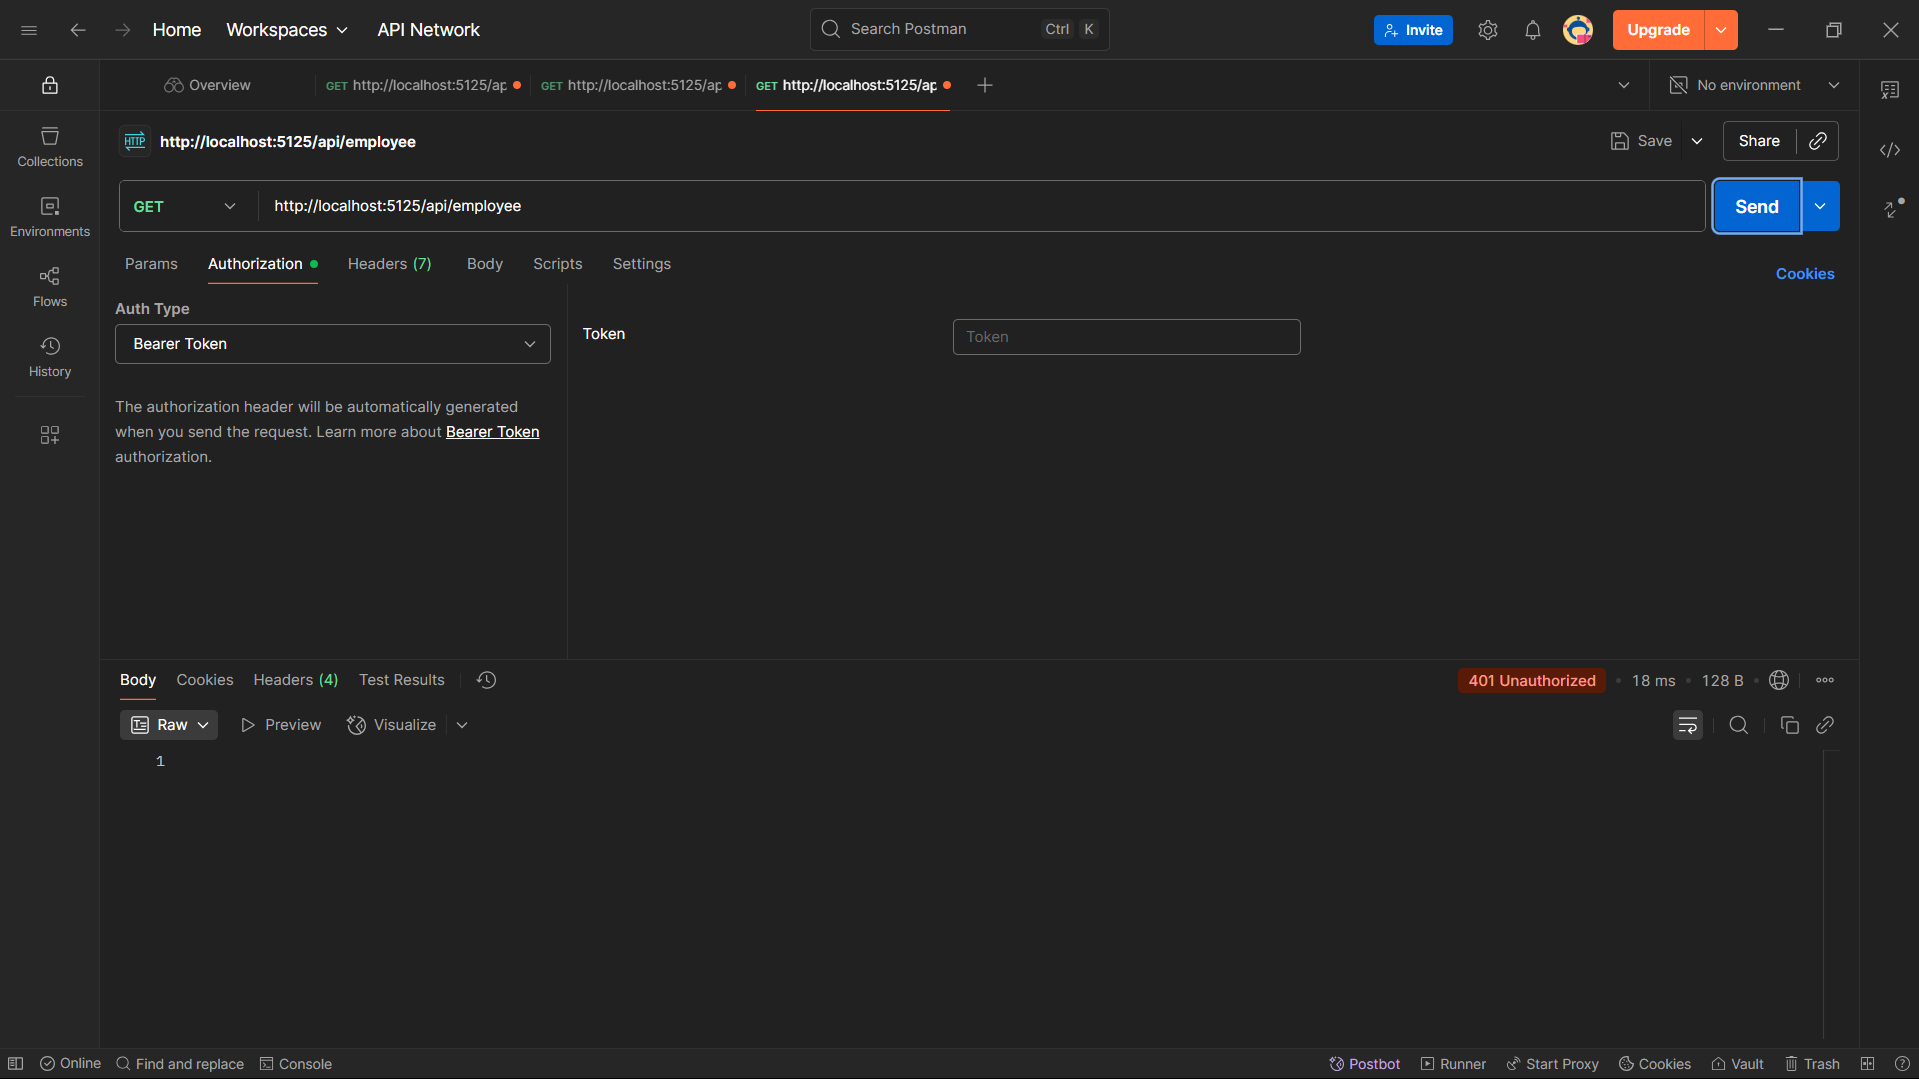 Home Workspaces API Network Search Postman Ctrl K Invite Upgrade
Overview GET http://localhost:5125/ap GET http://localhost:5125/ap GET http://localhost:5125/ap No environment
HTTP http://localhost:5125/api/employee Save Share
Collections
GET http://localhost:5125/api/employee Send
Environments
Params Authorization Headers (7) Body Scripts Settings Cookies
Flows
Auth Type
Bearer Token
Token Token
History
The authorization header will be automatically generated
when you send the request. Learn more about Bearer Token
authorization.
Body Cookies Headers (4) Test Results 401 Unauthorized 18 ms 128 B
Raw Preview Visualize
1
Online Find and replace Console Postbot Runner Start Proxy Cookies Vault Trash